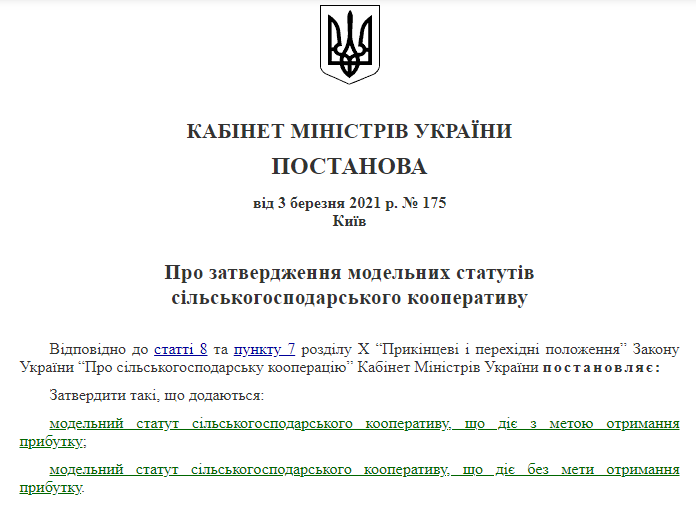 КАБІНЕТ МІНІСТРІВ УКРАЇНИ
ПОСТАНОВА
від 3 березня 2021 р. № 175
Київ
Про затвердження модельних статутів
сільськогосподарського кооперативу
Відповідно до статті 8 та пункту 7 розділу X “Прикінцеві і перехідні положення” Закону
України “Про сільськогосподарську кооперацію” Кабінет Міністрів України постановляє:
Затвердити такі, що додаються:
модельний статут сільськогосподарського кооперативу, що діє з метою отримання
прибутку;
модельний статут сільськогосподарського кооперативу, що діє без мети отримання
прибутку.